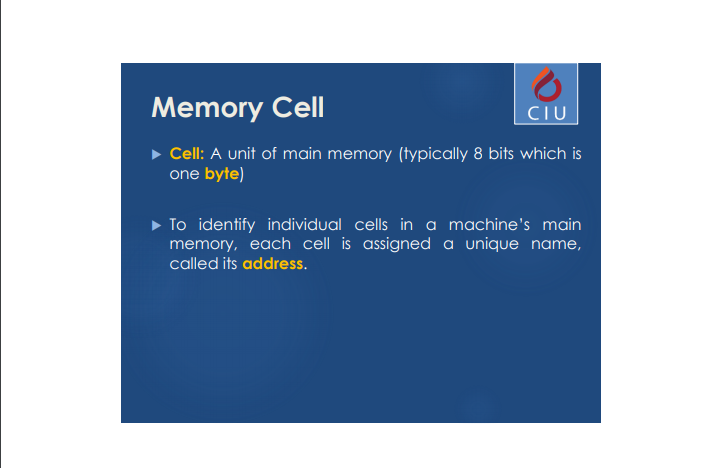 Memory Cell
CIU
Cell: A unit of main memory (typically 8 bits which is
one byte)
To identify individual cells in a machine's main
memory, each cell is assigned a unique name,
called its address.